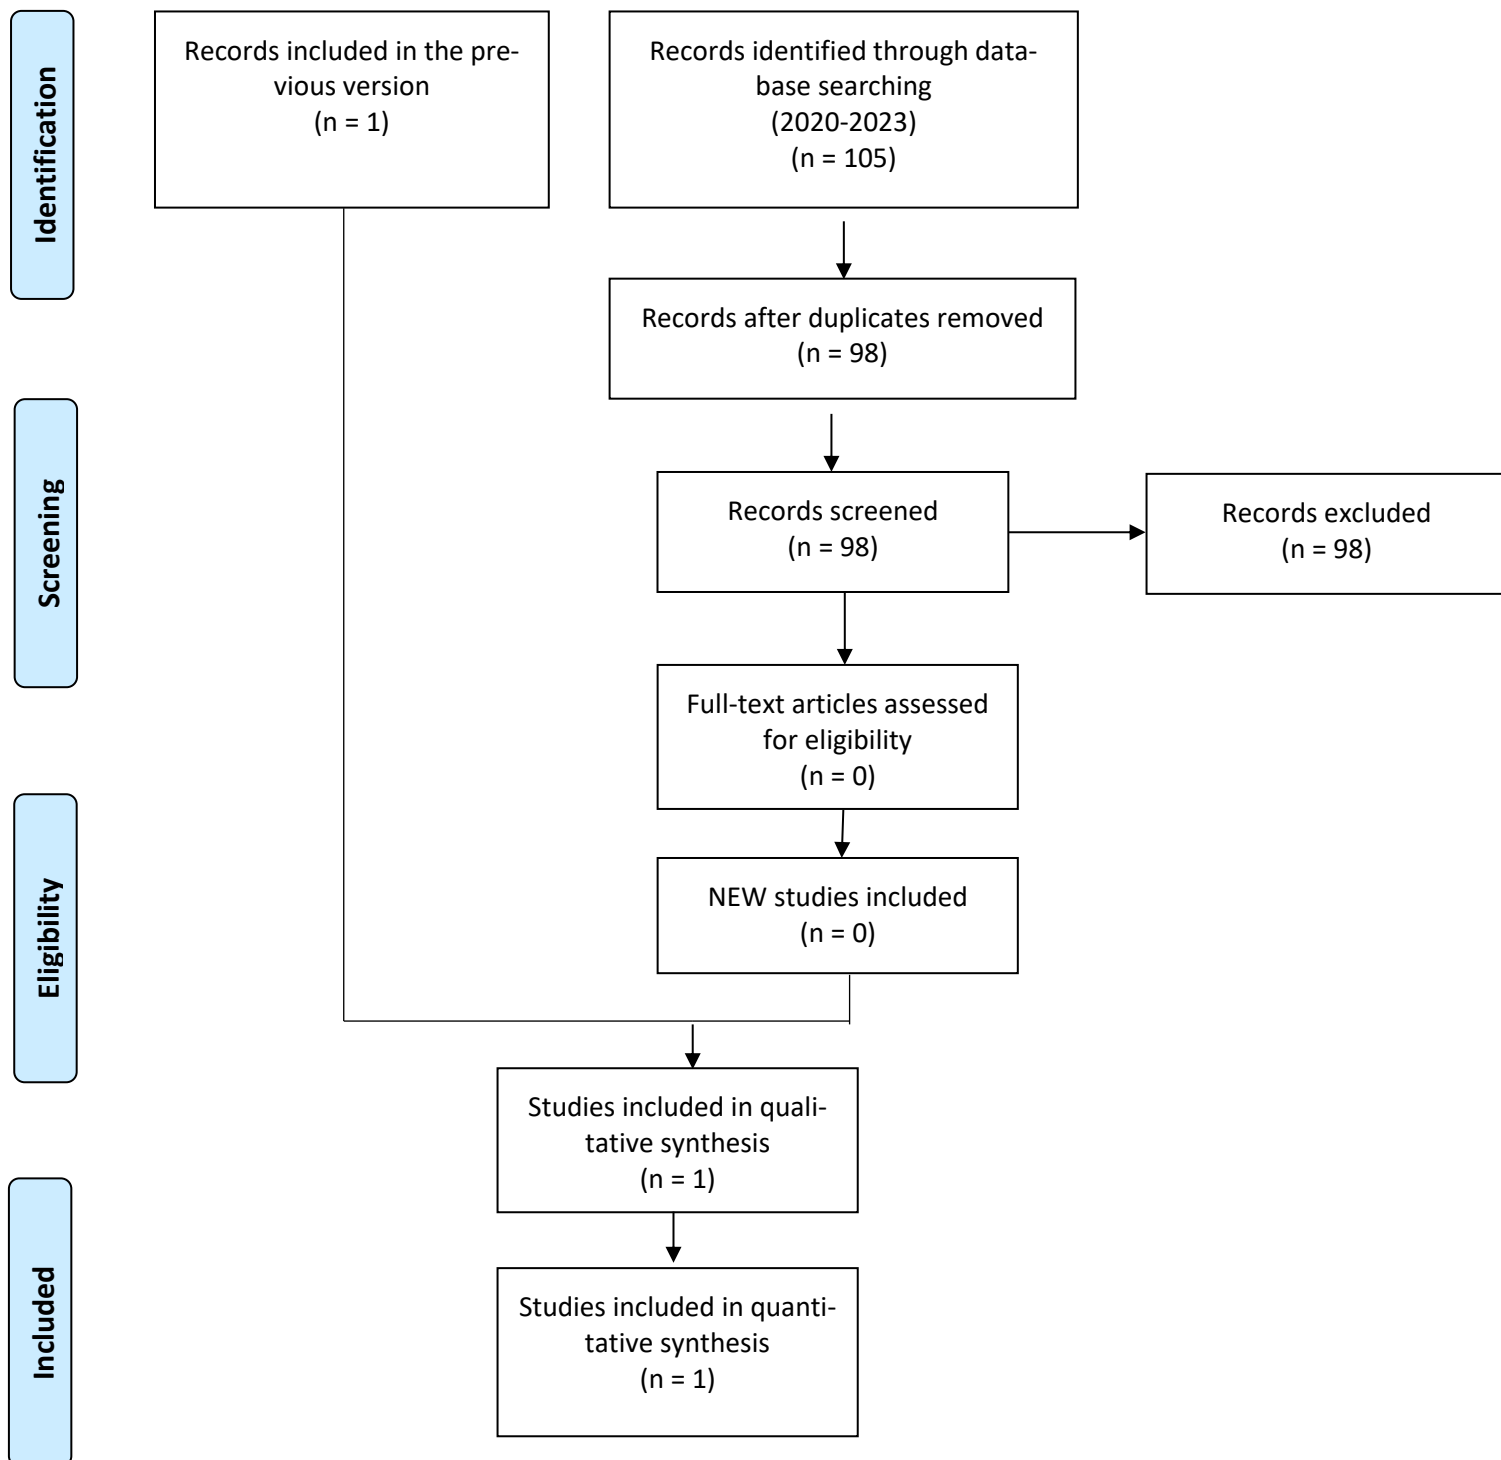 Identification
Records included in the pre-
vious version
(n = 1)
Records identified through data-
base searching
(2020-2023)
(n = 105)
Records after duplicates removed
(n = 98)
Screening
Records screened
(n = 98)
Records excluded
(n = 98)
Full-text articles assessed
for eligibility
(n = 0)
Eligibility
NEW studies included
(n = 0)
Studies included in quali-
tative synthesis
(n = 1)
Included
Studies included in quanti-
tative synthesis
(n = 1)